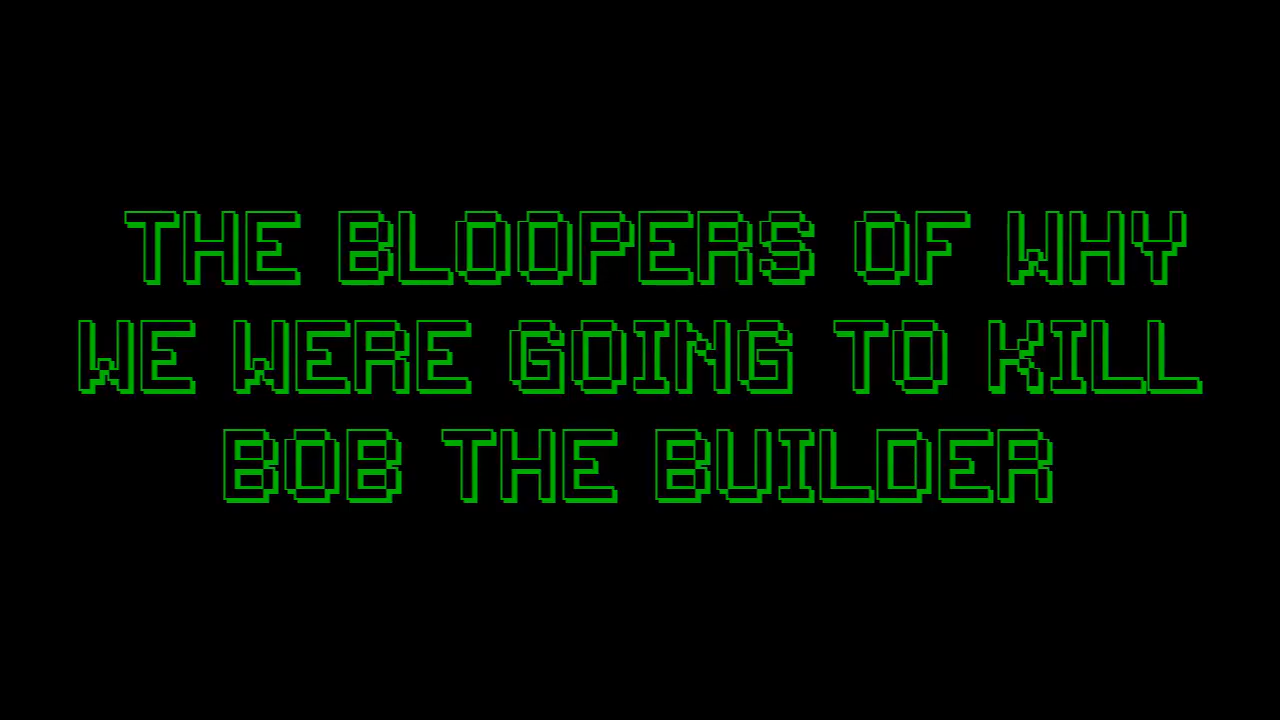 THE BLOOPERS OF WHY
WE WERE GOING TO KILL
BOB THE BUILDER